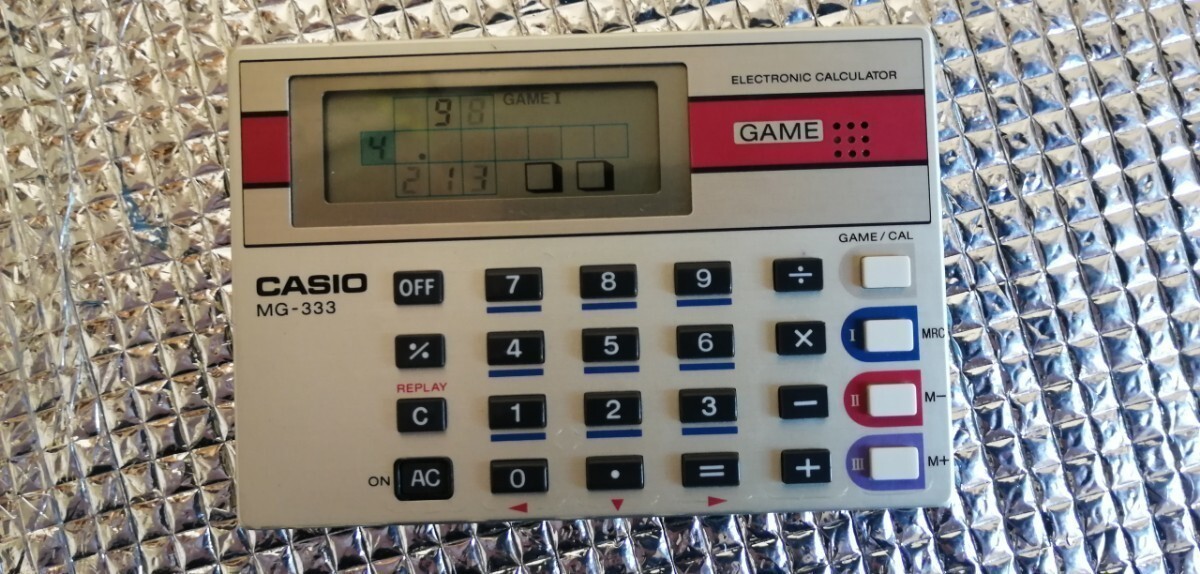 ELECTRONIC CALCULATOR
GAME
98 GAME I
4 .
213
GAME / CAL
CASIO
MG-333
OFF 7 8 9 ÷
% 4 5 6 × I MRC
REPLAY
C 1 2 3 − II M−
ON AC 0 . = + III M+